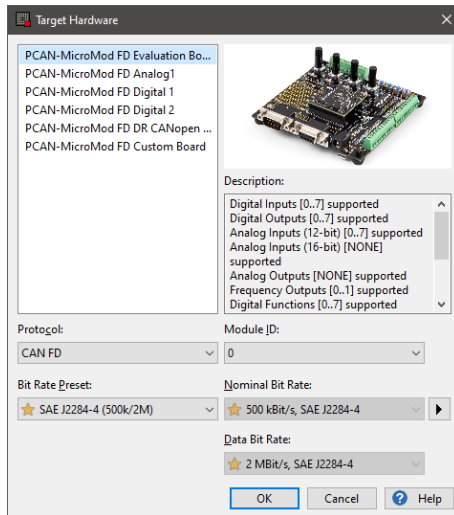 Target Hardware
PCAN-MicroMod FD Evaluation Bo...
PCAN-MicroMod FD Analog1
PCAN-MicroMod FD Digital 1
PCAN-MicroMod FD Digital 2
PCAN-MicroMod FD DR CANopen ...
PCAN-MicroMod FD Custom Board
Description:
Digital Inputs [0..7] supported
Digital Outputs [0..7] supported
Analog Inputs (12-bit) [0..7] supported
Analog Inputs (16-bit) [NONE]
supported
Analog Outputs [NONE] supported
Frequency Outputs [0..1] supported
Digital Functions [0..7] supported
Protocol:
Module ID:
CAN FD
0
Bit Rate Preset:
Nominal Bit Rate:
SAE J2284-4 (500k/2M)
500 kBit/s, SAE J2284-4
Data Bit Rate:
2 MBit/s, SAE J2284-4
OK
Cancel
Help